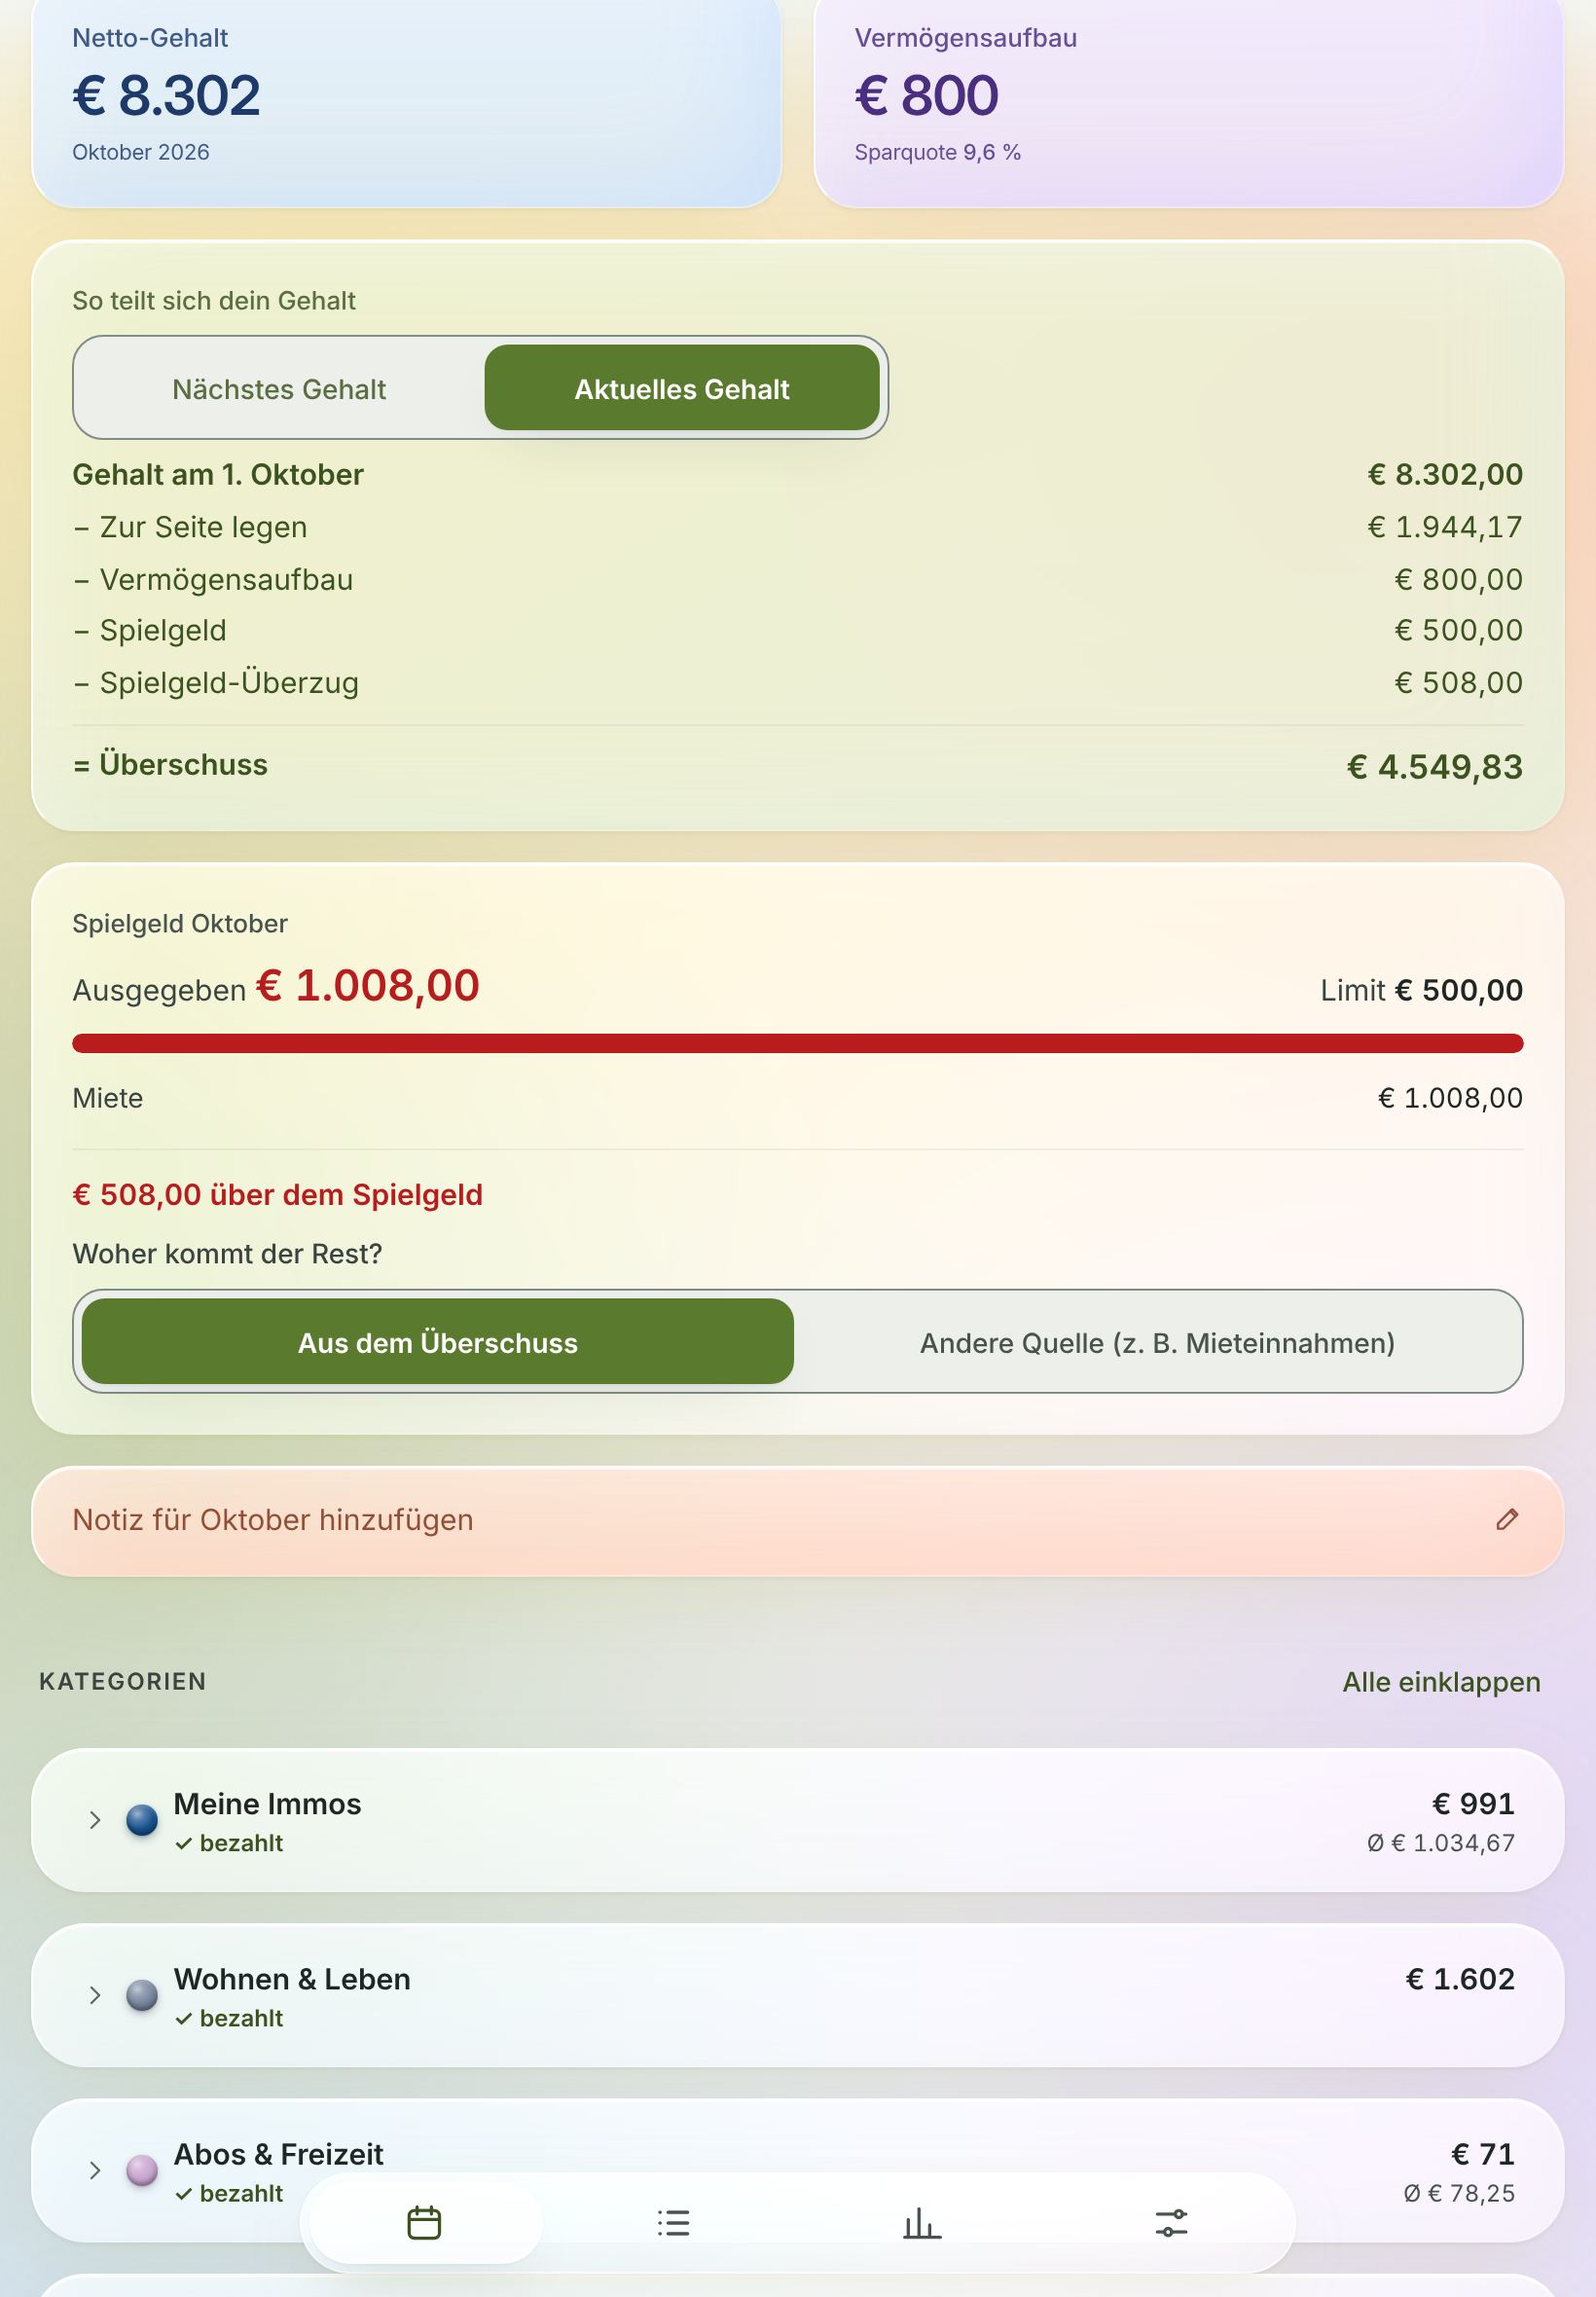 Netto-Gehalt
€ 8.302
Oktober 2026
Vermögensaufbau
€ 800
Sparquote 9,6 %
So teilt sich dein Gehalt
Nächstes Gehalt
Aktuelles Gehalt
Gehalt am 1. Oktober € 8.302,00
– Zur Seite legen € 1.944,17
– Vermögensaufbau € 800,00
– Spielgeld € 500,00
– Spielgeld-Überzug € 508,00
= Überschuss € 4.549,83
Spielgeld Oktober
Ausgegeben € 1.008,00 Limit € 500,00
Miete € 1.008,00
€ 508,00 über dem Spielgeld
Woher kommt der Rest?
Aus dem Überschuss
Andere Quelle (z. B. Mieteinnahmen)
Notiz für Oktober hinzufügen
KATEGORIEN Alle einklappen
Meine Immos € 991
✓ bezahlt Ø € 1.034,67
Wohnen & Leben € 1.602
✓ bezahlt
Abos & Freizeit € 71
✓ bezahlt Ø € 78,25